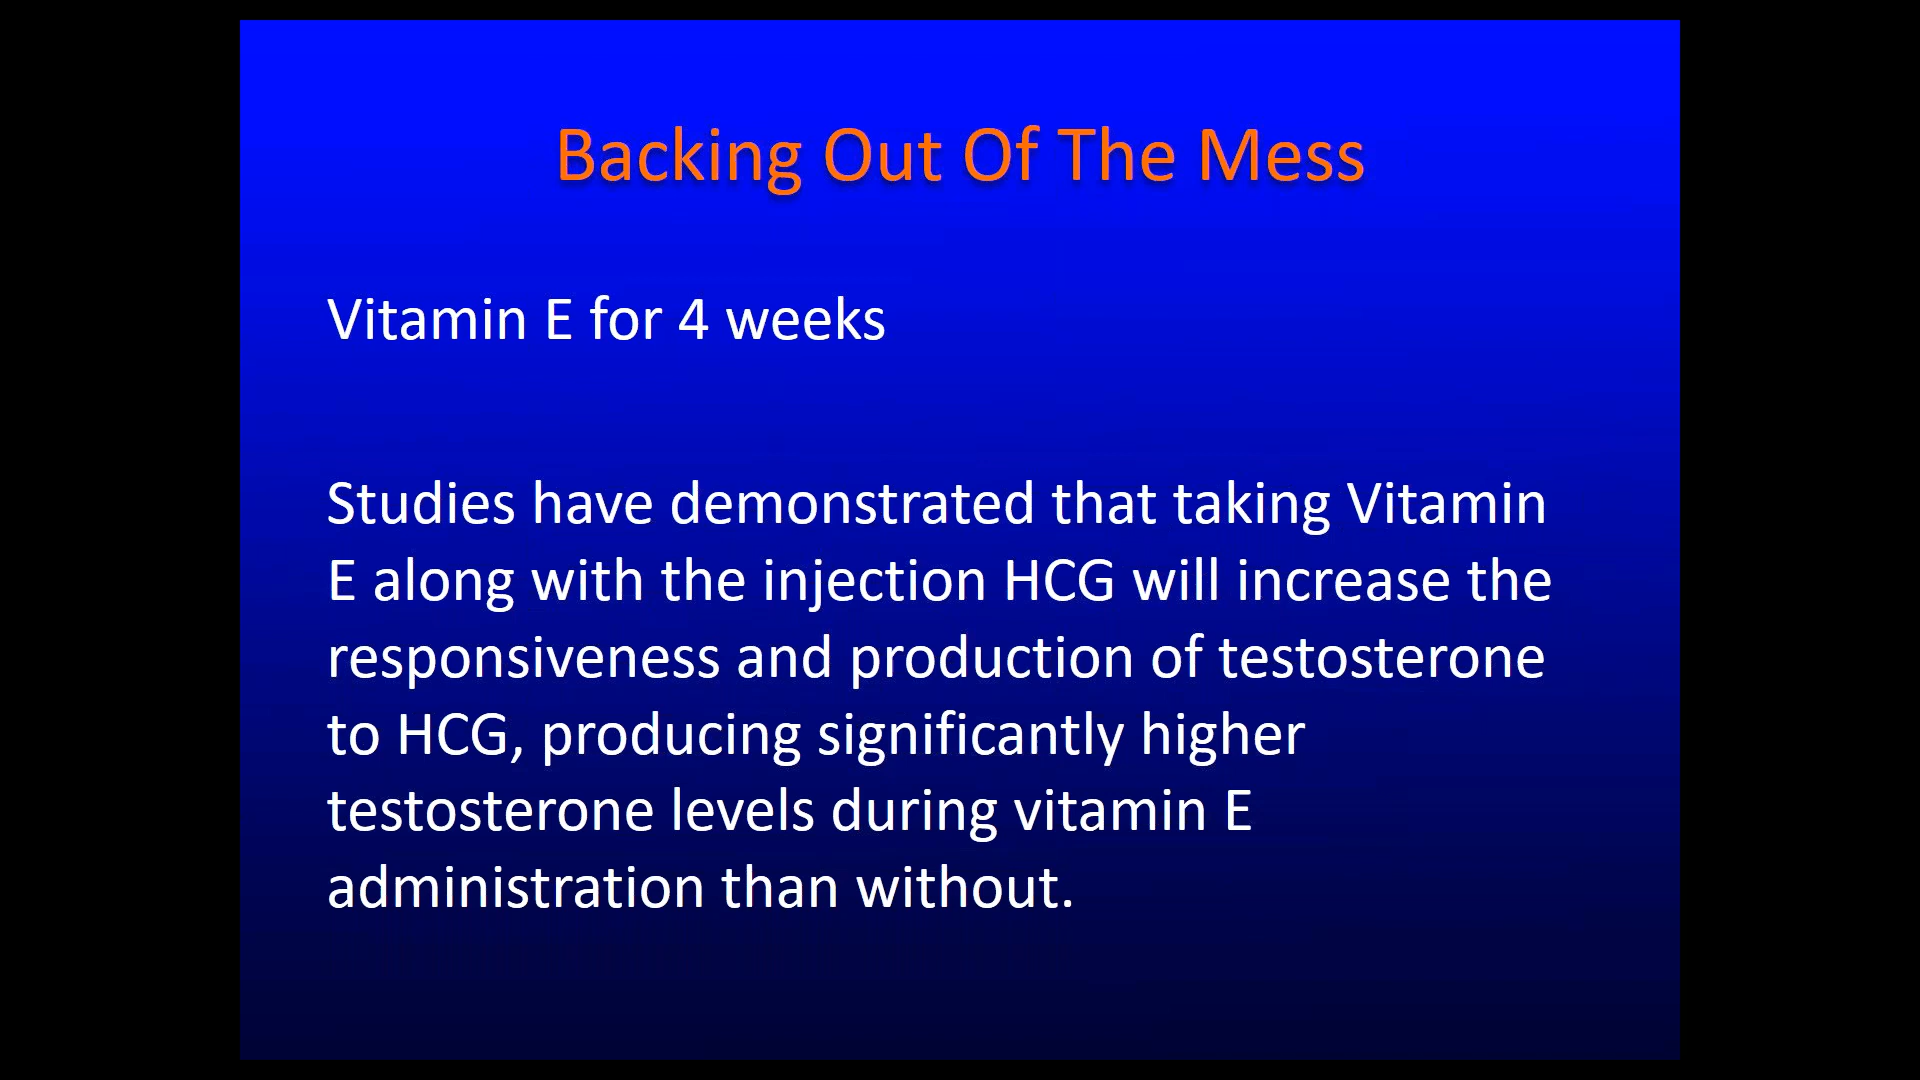 Backing Out Of The Mess
Vitamin E for 4 weeks
Studies have demonstrated that taking Vitamin
E along with the injection HCG will increase the
responsiveness and production of testosterone
to HCG, producing significantly higher
testosterone levels during vitamin E
administration than without.